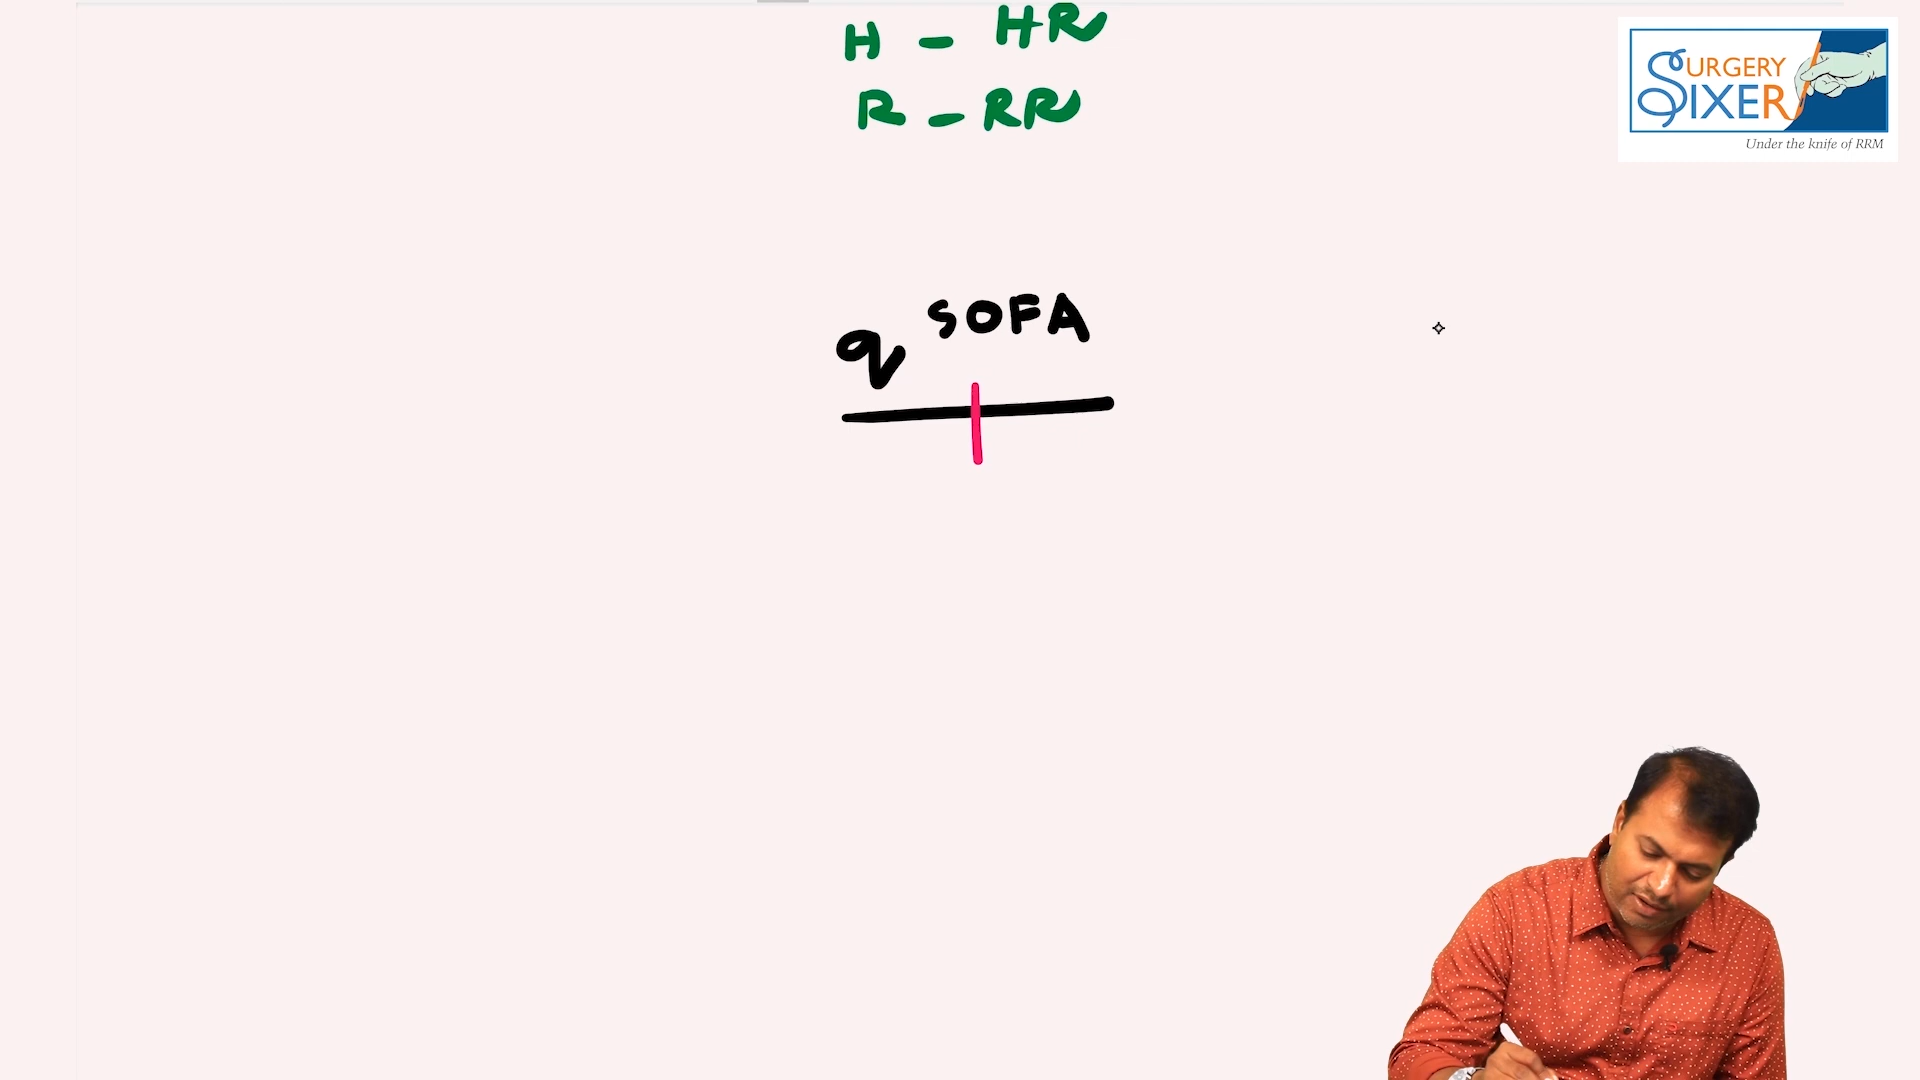 H - HR
R - RR
SURGERY
SIXER
Under the knife of RRM
q SOFA